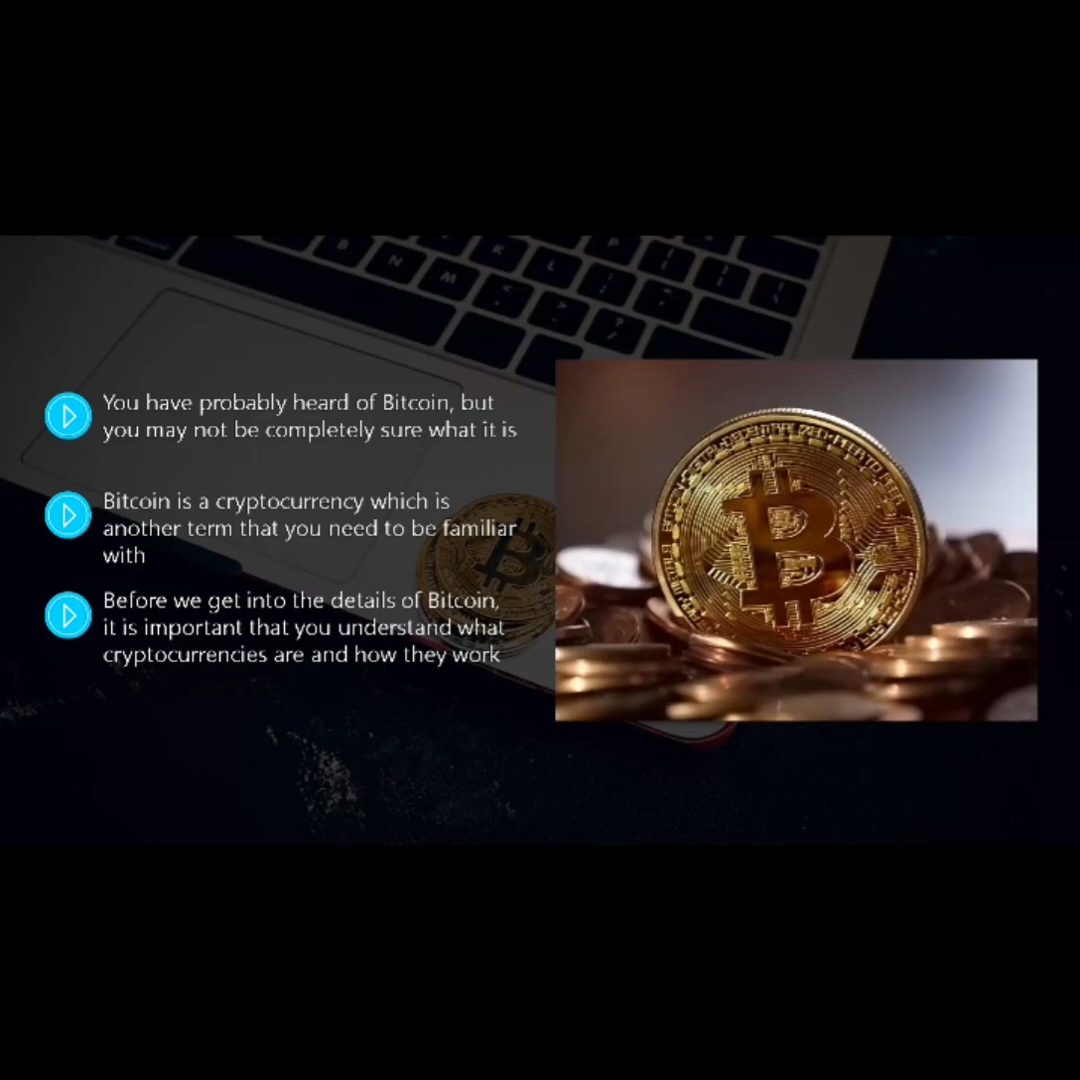 You have probably heard of Bitcoin, but
you may not be completely sure what it is
Bitcoin is a cryptocurrency which is
another term that you need to be familiar
with
Before we get into the details of Bitcoin,
it is important that you understand what
cryptocurrencies are and how they work